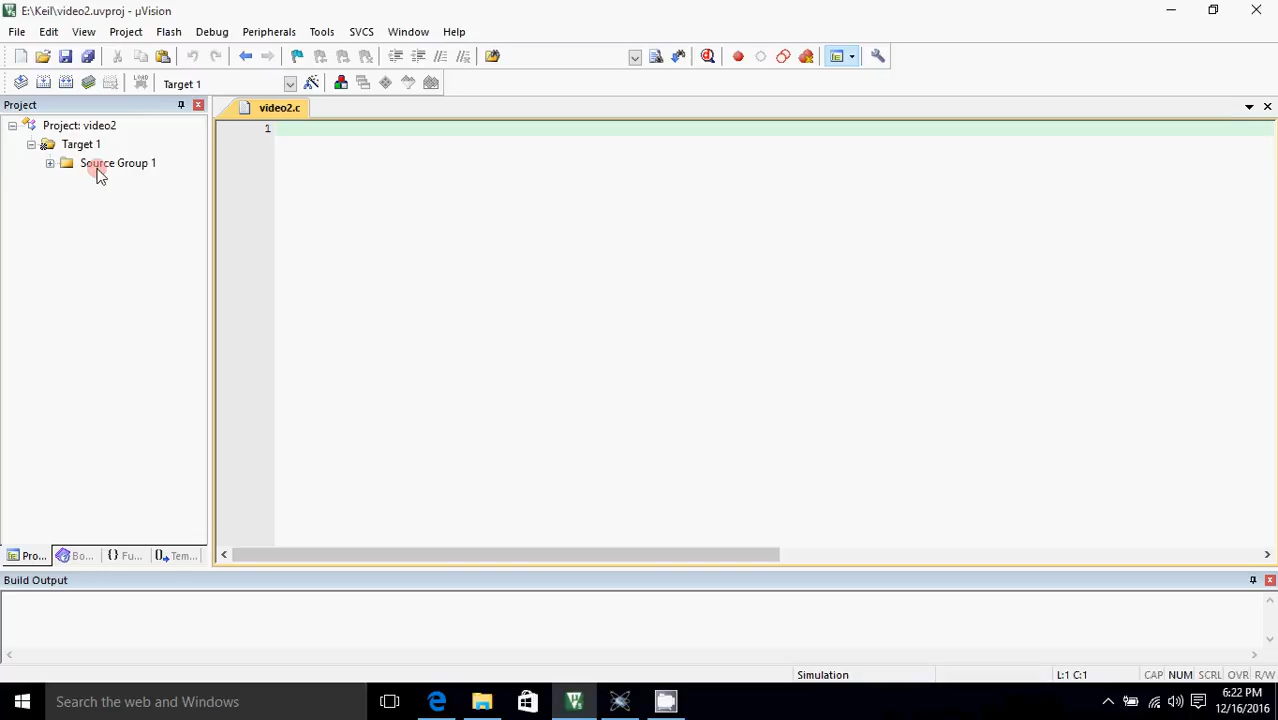 E:\Keil\video2.uvproj - µVision
File Edit View Project Flash Debug Peripherals Tools SVCS Window Help
LOAD Target 1
Project
video2.c
Project: video2
Target 1
Source Group 1
1
Pro... Bo... {} Fu... Tem...
Build Output
Simulation L:1 C:1 CAP NUM SCRL OVR R/W
Search the web and Windows
6:22 PM
12/16/2016